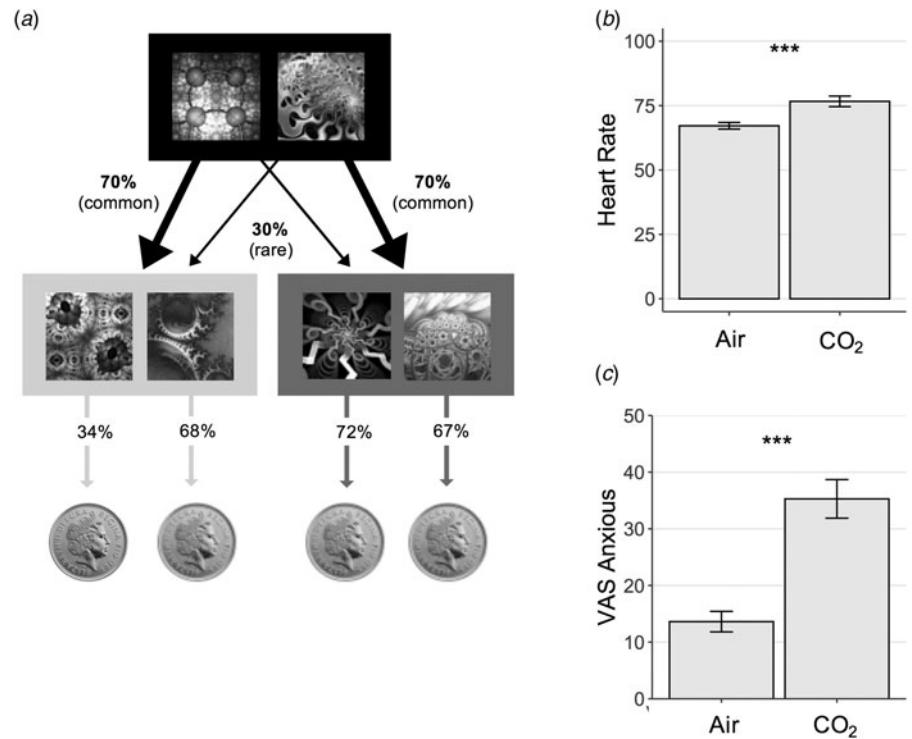 (a)
70%
(common)
70%
(common)
30%
(rare)
34%
68%
72%
67%
(b)
100
75
50
25
0
Heart Rate
***
Air
CO₂
(c)
50
40
30
20
10
0
VAS Anxious
***
Air
CO₂